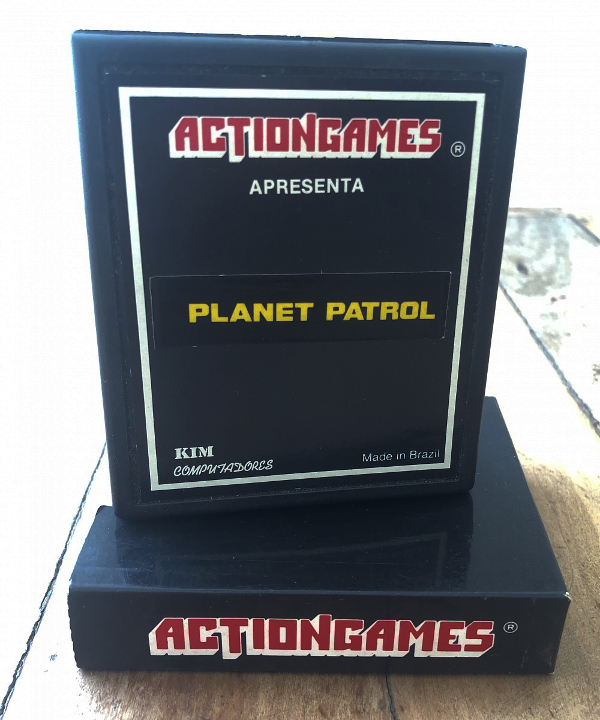 ACTIONGAMES ®
APRESENTA
PLANET PATROL
KIM
COMPUTADORES
Made in Brazil
ACTIONGAMES ®